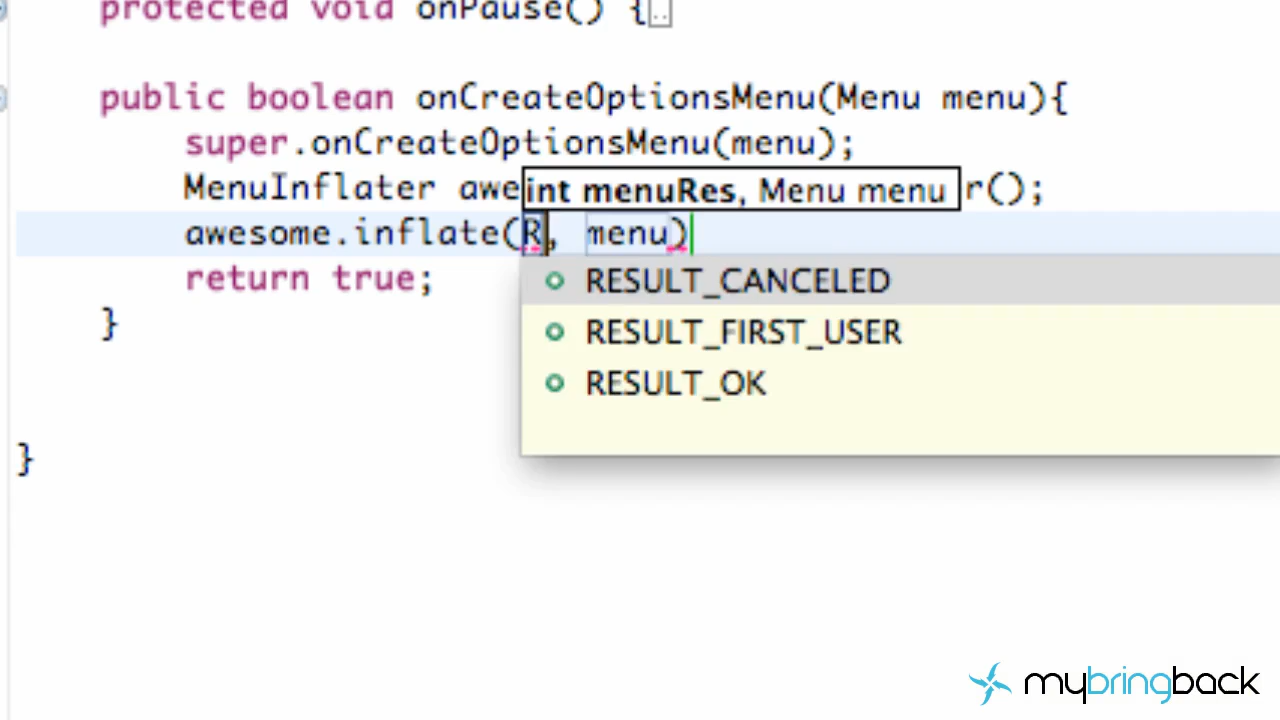 protected void onPause() {..
public boolean onCreateOptionsMenu(Menu menu){
super.onCreateOptionsMenu(menu);
MenuInflater awe
int menuRes, Menu menu
r();
awesome.inflate(R, menu)
RESULT_CANCELED
return true;
RESULT_FIRST_USER
}
RESULT_OK
}
mybringback